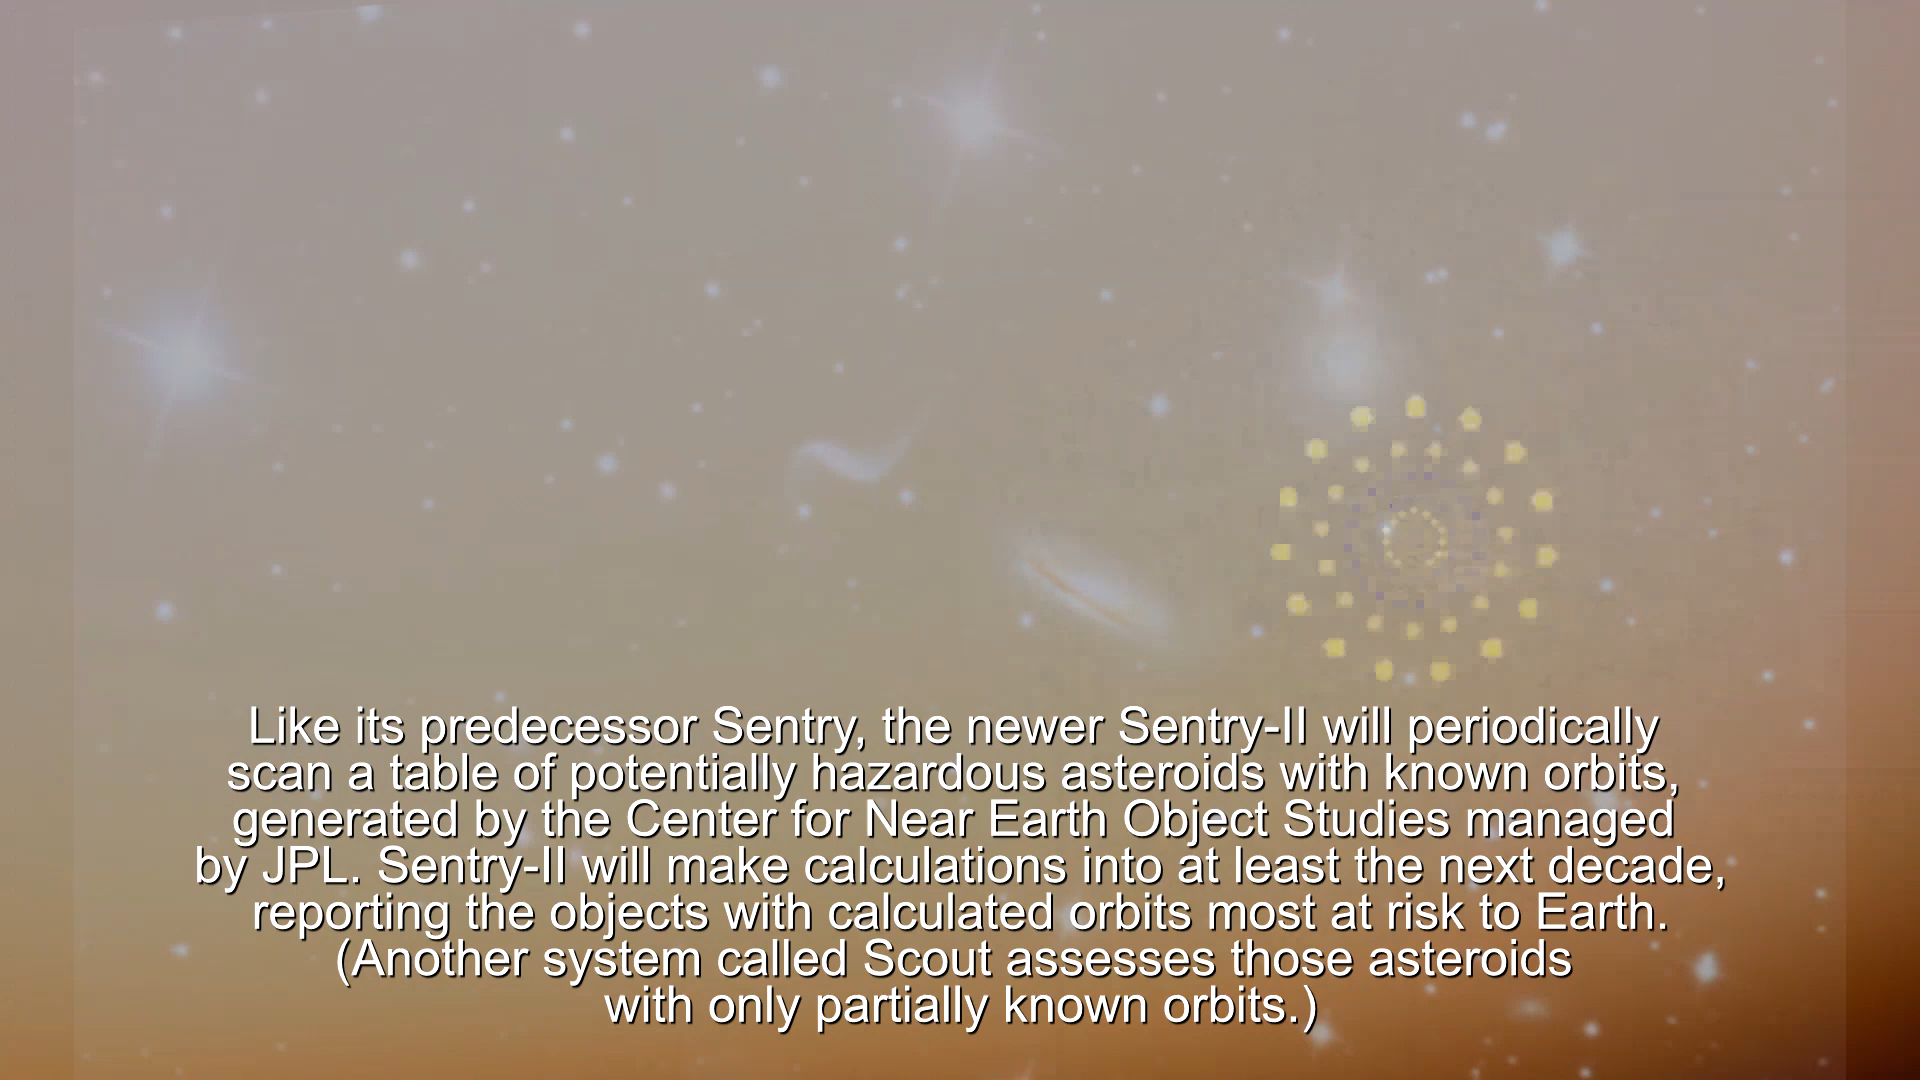 Like its predecessor Sentry, the newer Sentry-II will periodically
scan a table of potentially hazardous asteroids with known orbits,
generated by the Center for Near Earth Object Studies managed
by JPL. Sentry-II will make calculations into at least the next decade,
reporting the objects with calculated orbits most at risk to Earth.
(Another system called Scout assesses those asteroids
with only partially known orbits.)